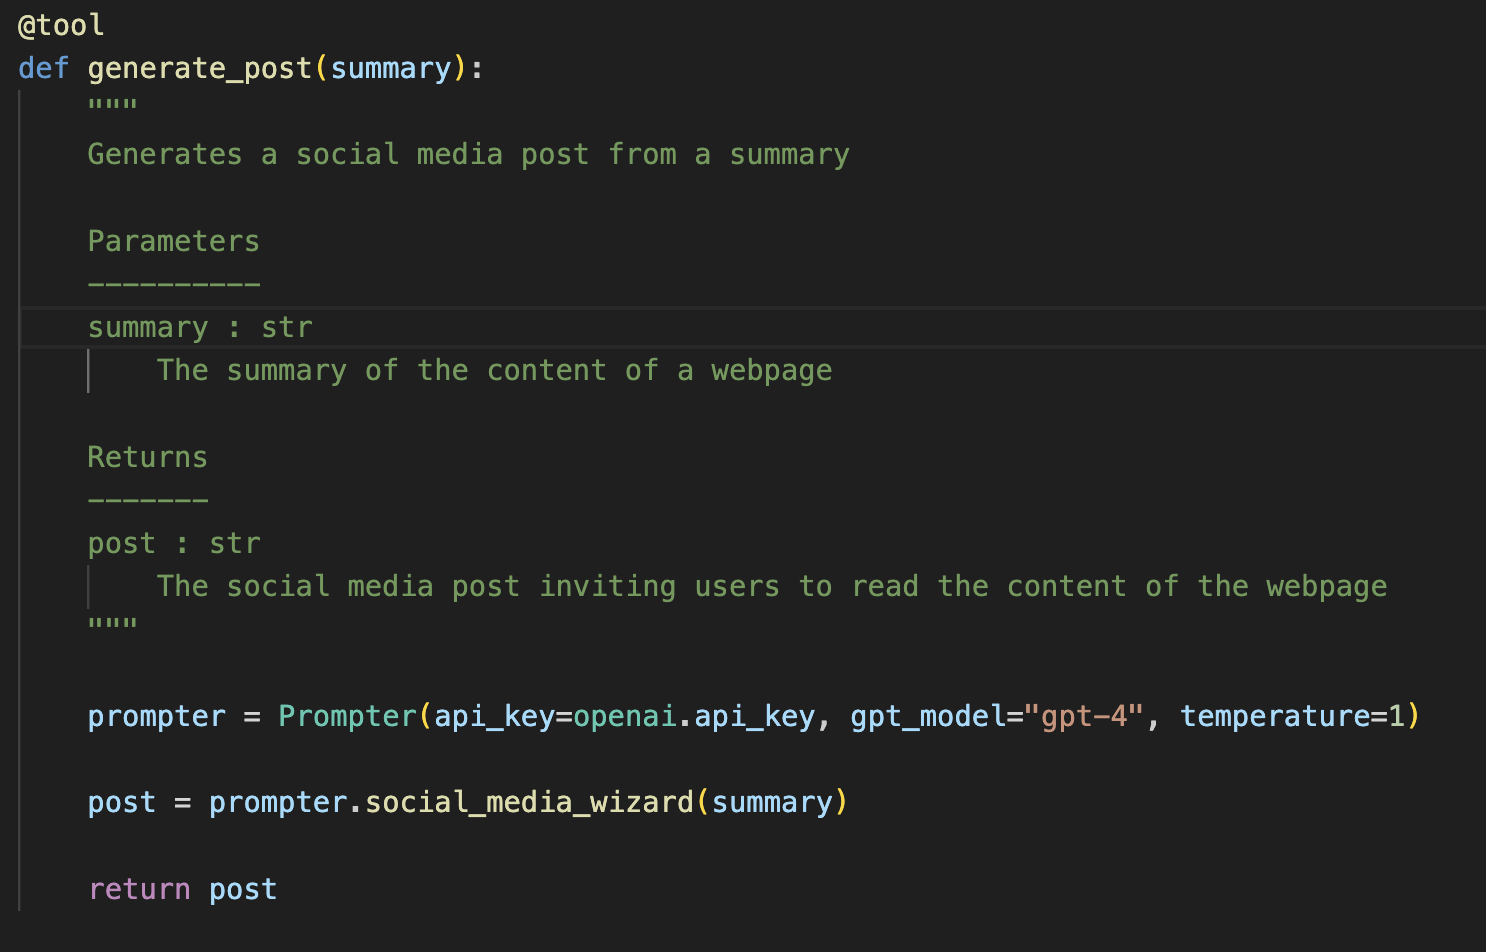 @tool
def generate_post(summary):
    """
    Generates a social media post from a summary

    Parameters
    ----------
    summary : str
        The summary of the content of a webpage

    Returns
    -------
    post : str
        The social media post inviting users to read the content of the webpage
    """

    prompter = Prompter(api_key=openai.api_key, gpt_model="gpt-4", temperature=1)

    post = prompter.social_media_wizard(summary)

    return post